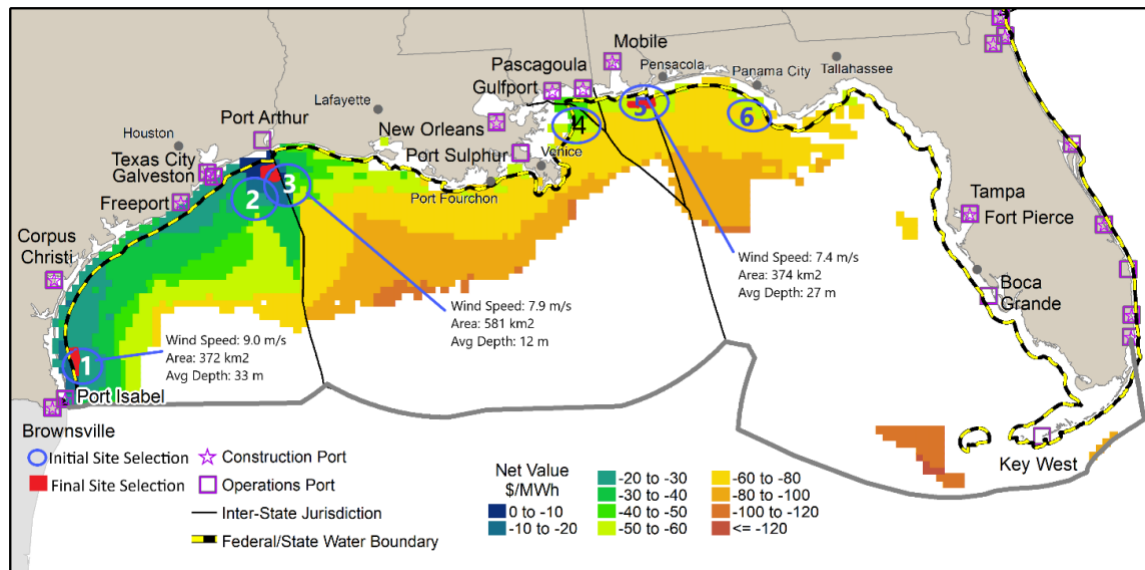 Mobile
Pensacola
Tallahassee
Pascagoula
Panama City
Gulfport
Lafayette
Port Arthur
New Orleans
Houston
Texas City
Galveston
Port Sulphur
Venice
Freeport
Port Fourchon
Corpus
Christi
Tampa
Fort Pierce
Boca
Grande
Key West
Port Isabel
Brownsville
1
2
3
4
5
6
Wind Speed: 9.0 m/s
Area: 372 km2
Avg Depth: 33 m
Wind Speed: 7.9 m/s
Area: 581 km2
Avg Depth: 12 m
Wind Speed: 7.4 m/s
Area: 374 km2
Avg Depth: 27 m
Initial Site Selection
Final Site Selection
Construction Port
Operations Port
Inter-State Jurisdiction
Federal/State Water Boundary
Net Value
$/MWh
0 to -10
-10 to -20
-20 to -30
-30 to -40
-40 to -50
-50 to -60
-60 to -80
-80 to -100
-100 to -120
<= -120